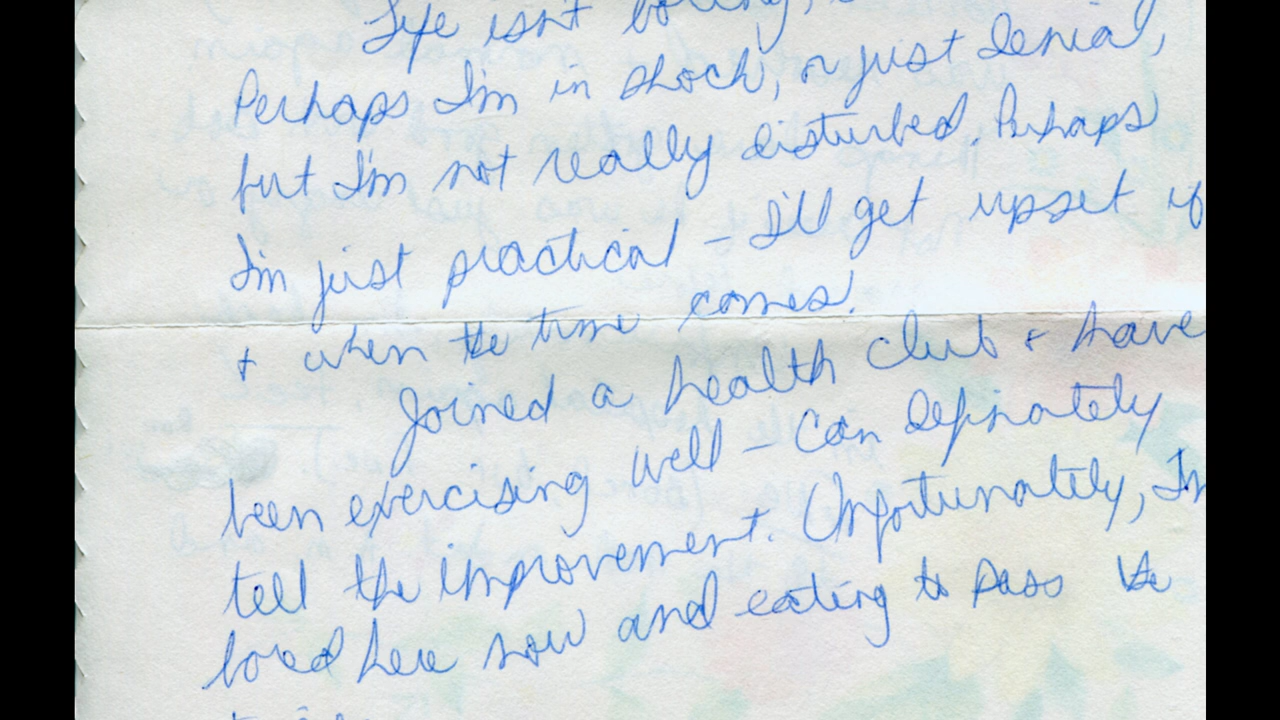 Life isn't boring,
Perhaps I'm in shock, or just denial,
but I'm not really disturbed. Perhaps
I'm just practical – I'll get upset if
+ when the time comes!
Joined a health club + have
been exercising well – can definately
tell the improvement. Unfortunately, I'm
bored here now and eating to pass the